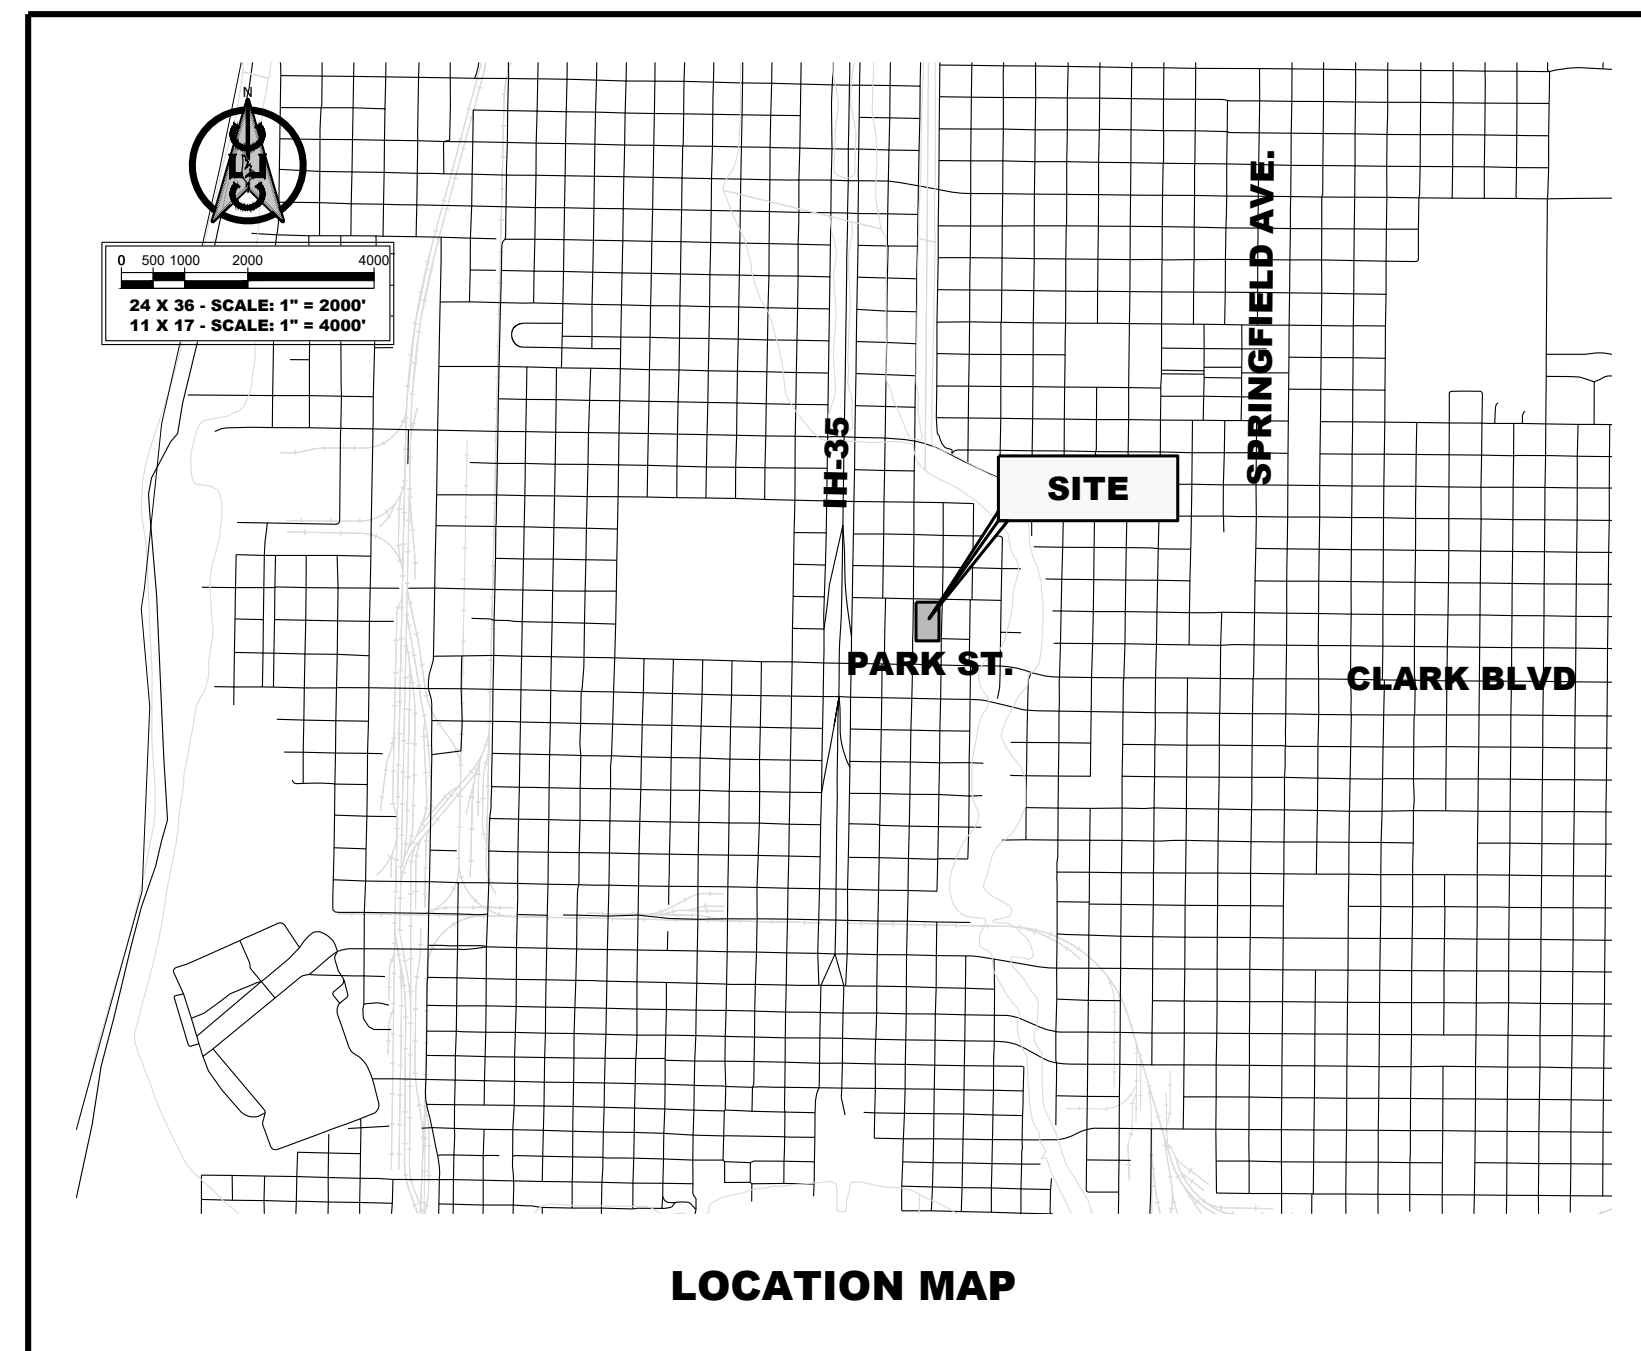 N
CEC
0 500 1000 2000 4000
24 X 36 - SCALE: 1" = 2000'
11 X 17 - SCALE: 1" = 4000'
SPRINGFIELD AVE.
IH-35
SITE
PARK ST.
CLARK BLVD
LOCATION MAP